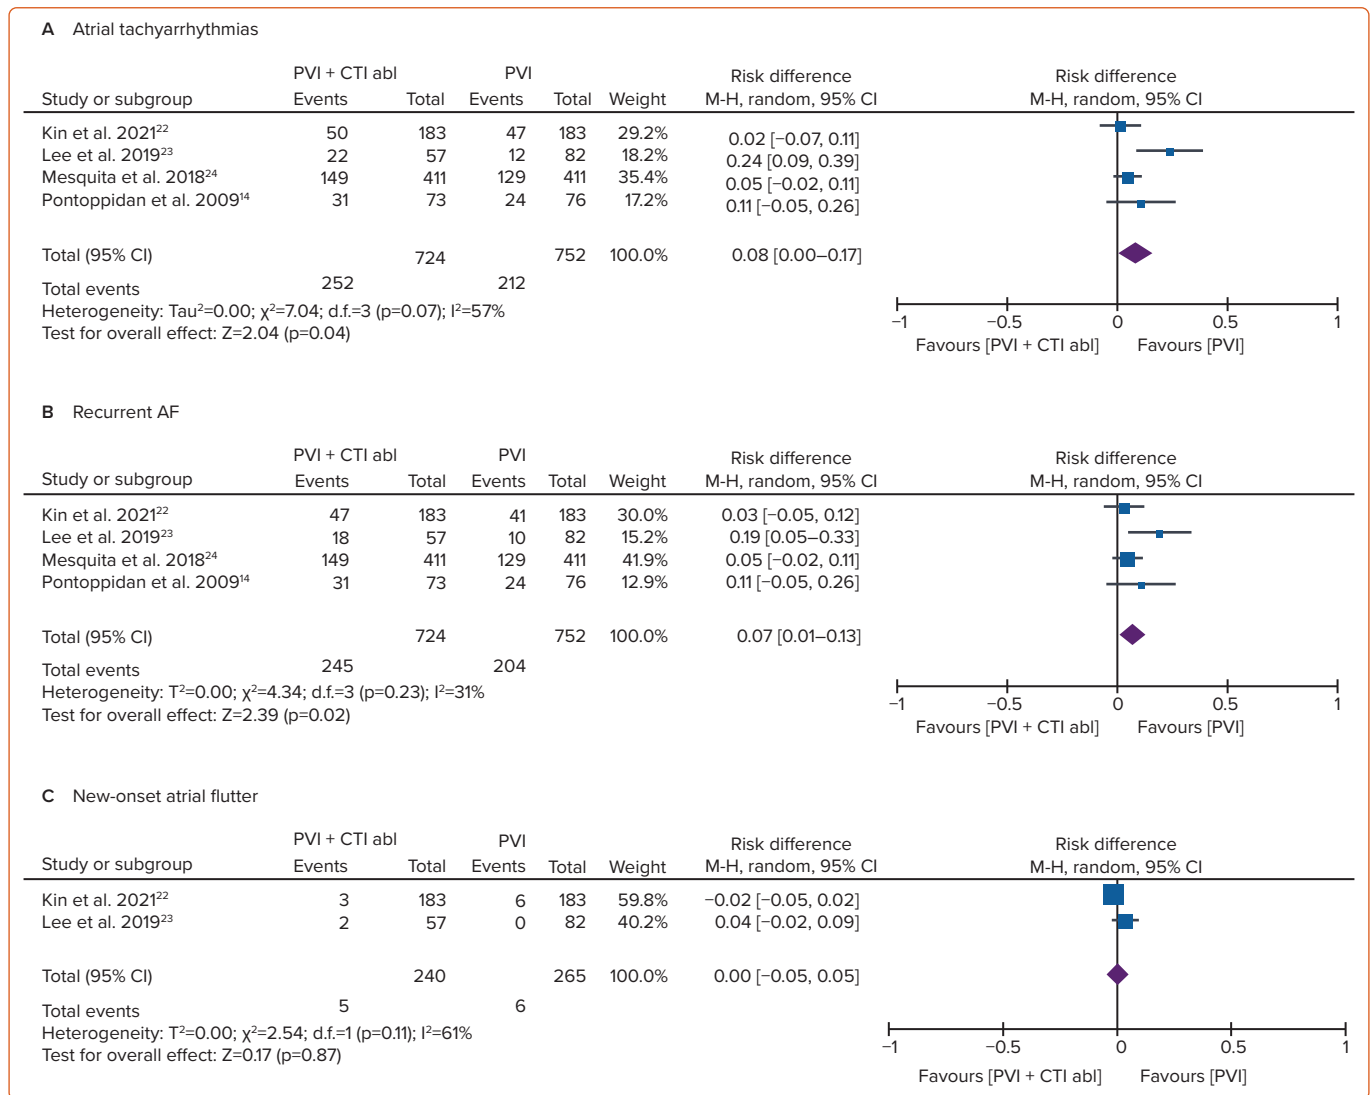 A Atrial tachyarrhythmias
PVI + CTI abl PVI Risk difference Risk difference
Study or subgroup Events Total Events Total Weight M-H, random, 95% CI M-H, random, 95% CI
Kin et al. 2021²² 50 183 47 183 29.2% 0.02 [−0.07, 0.11]
Lee et al. 2019²³ 22 57 12 82 18.2% 0.24 [0.09, 0.39]
Mesquita et al. 2018²⁴ 149 411 129 411 35.4% 0.05 [−0.02, 0.11]
Pontoppidan et al. 2009¹⁴ 31 73 24 76 17.2% 0.11 [−0.05, 0.26]
Total (95% CI) 724 752 100.0% 0.08 [0.00–0.17]
Total events 252 212
Heterogeneity: Tau²=0.00; χ²=7.04; d.f.=3 (p=0.07); I²=57%
Test for overall effect: Z=2.04 (p=0.04)
−1 −0.5 0 0.5 1
Favours [PVI + CTI abl] Favours [PVI]
B Recurrent AF
PVI + CTI abl PVI Risk difference Risk difference
Study or subgroup Events Total Events Total Weight M-H, random, 95% CI M-H, random, 95% CI
Kin et al. 2021²² 47 183 41 183 30.0% 0.03 [−0.05, 0.12]
Lee et al. 2019²³ 18 57 10 82 15.2% 0.19 [0.05–0.33]
Mesquita et al. 2018²⁴ 149 411 129 411 41.9% 0.05 [−0.02, 0.11]
Pontoppidan et al. 2009¹⁴ 31 73 24 76 12.9% 0.11 [−0.05, 0.26]
Total (95% CI) 724 752 100.0% 0.07 [0.01–0.13]
Total events 245 204
Heterogeneity: T²=0.00; χ²=4.34; d.f.=3 (p=0.23); I²=31%
Test for overall effect: Z=2.39 (p=0.02)
−1 −0.5 0 0.5 1
Favours [PVI + CTI abl] Favours [PVI]
C New-onset atrial flutter
PVI + CTI abl PVI Risk difference Risk difference
Study or subgroup Events Total Events Total Weight M-H, random, 95% CI M-H, random, 95% CI
Kin et al. 2021²² 3 183 6 183 59.8% −0.02 [−0.05, 0.02]
Lee et al. 2019²³ 2 57 0 82 40.2% 0.04 [−0.02, 0.09]
Total (95% CI) 240 265 100.0% 0.00 [−0.05, 0.05]
Total events 5 6
Heterogeneity: T²=0.00; χ²=2.54; d.f.=1 (p=0.11); I²=61%
Test for overall effect: Z=0.17 (p=0.87)
−1 −0.5 0 0.5 1
Favours [PVI + CTI abl] Favours [PVI]